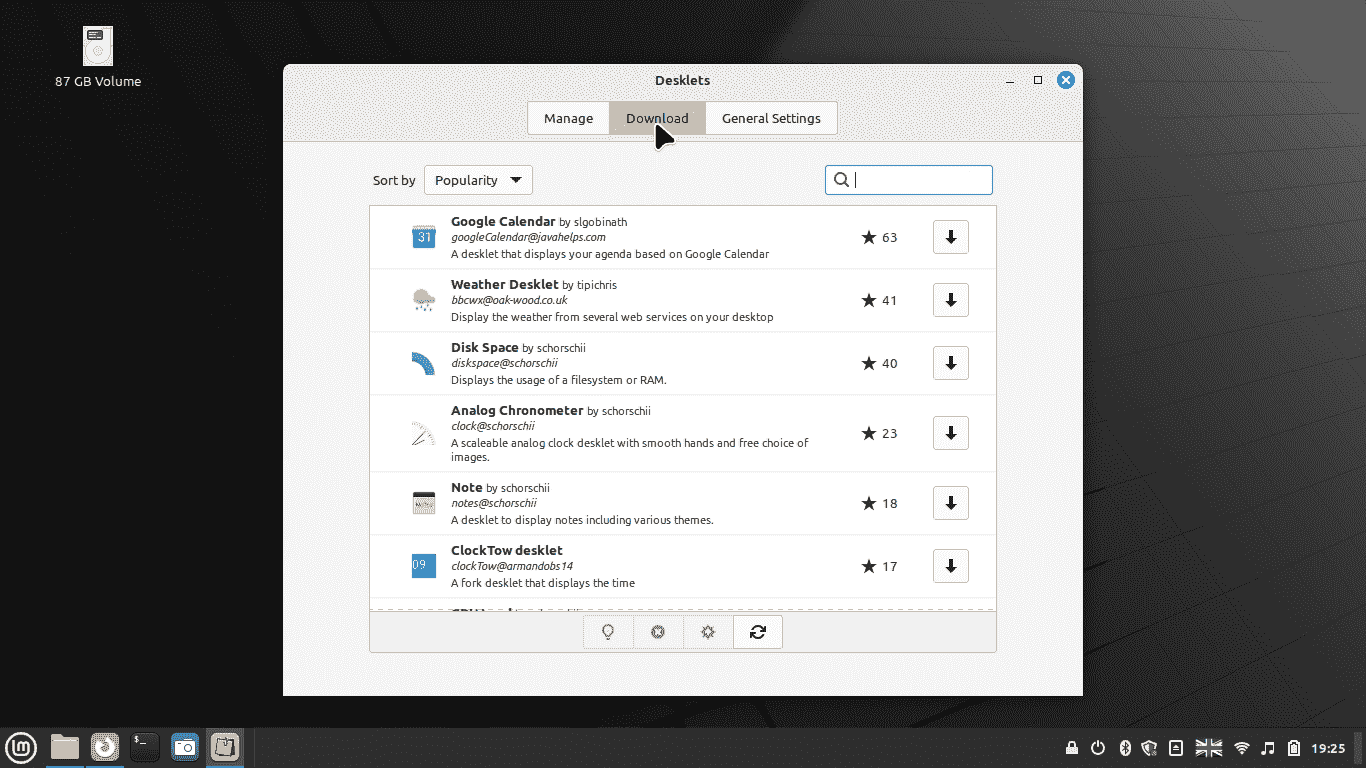 87 GB Volume
Desklets
Manage Download General Settings
Sort by Popularity
31
Google Calendar by slgobinath
googleCalendar@javahelps.com
A desklet that displays your agenda based on Google Calendar
63
Weather Desklet by tipichris
bbcwx@oak-wood.co.uk
Display the weather from several web services on your desktop
41
Disk Space by schorschii
diskspace@schorschii
Displays the usage of a filesystem or RAM.
40
Analog Chronometer by schorschii
clock@schorschii
A scaleable analog clock desklet with smooth hands and free choice of
images.
23
Note by schorschii
notes@schorschii
A desklet to display notes including various themes.
18
09
ClockTow desklet
clockTow@armandobs14
A fork desklet that displays the time
17
19:25